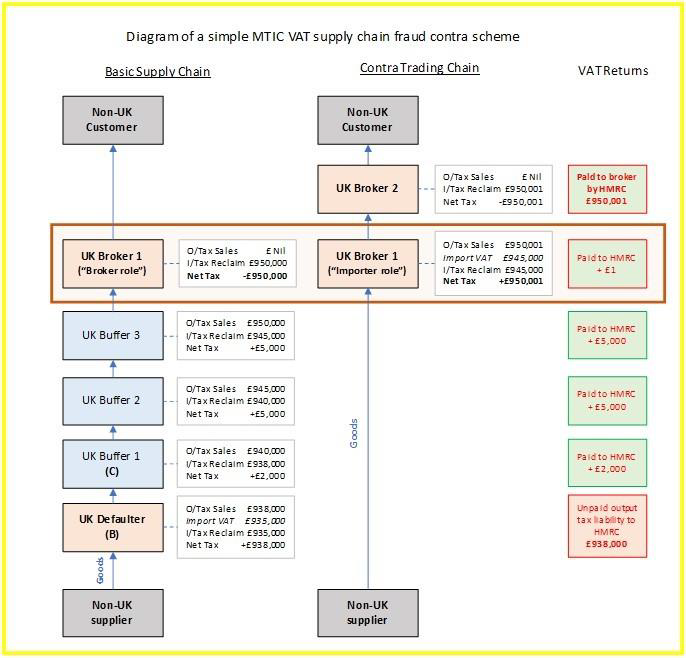 Diagram of a simple MTIC VAT supply chain fraud contra scheme
Basic Supply Chain
Contra Trading Chain
VAT Returns
Non-UK
Customer
Non-UK
Customer
UK Broker 2
O/Tax Sales £ Nil
I/Tax Reclaim £950,001
Net Tax -£950,001
Paid to broker
by HMRC
£950,001
UK Broker 1
("Broker role")
O/Tax Sales £ Nil
I/Tax Reclaim £950,000
Net Tax -£950,000
UK Broker 1
("Importer role")
O/Tax Sales £950,001
Import VAT £945,000
I/Tax Reclaim £945,000
Net Tax +£950,001
Paid to HMRC
+ £1
UK Buffer 3
O/Tax Sales £950,000
I/Tax Reclaim £945,000
Net Tax +£5,000
Paid to HMRC
+ £5,000
UK Buffer 2
O/Tax Sales £945,000
I/Tax Reclaim £940,000
Net Tax +£5,000
Paid to HMRC
+ £5,000
UK Buffer 1
(C)
O/Tax Sales £940,000
I/Tax Reclaim £938,000
Net Tax +£2,000
Paid to HMRC
+ £2,000
UK Defaulter
(B)
O/Tax Sales £938,000
Import VAT £935,000
I/Tax Reclaim £935,000
Net Tax +£938,000
Unpaid output
tax liability to
HMRC
£938,000
Goods
Goods
Non-UK
supplier
Non-UK
supplier